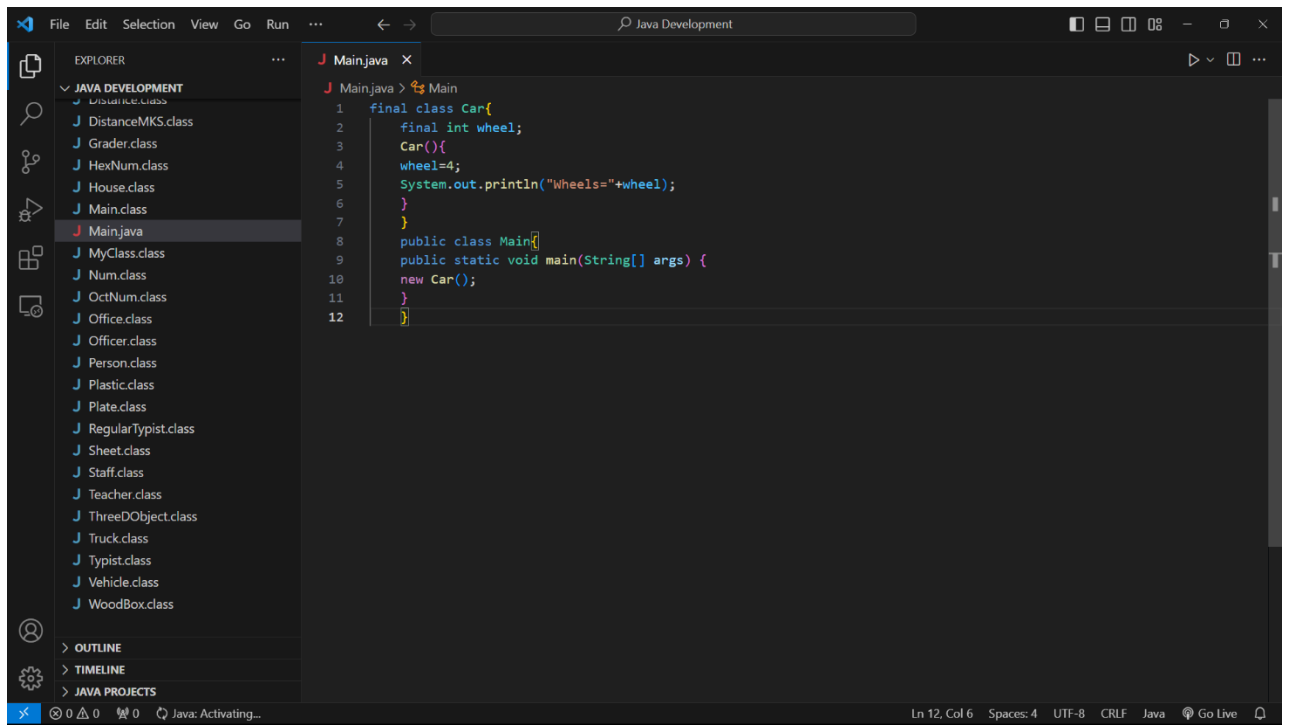 File Edit Selection View Go Run ··· Java Development
EXPLORER ···
JAVA DEVELOPMENT
Distance.class
DistanceMKS.class
Grader.class
HexNum.class
House.class
Main.class
Main.java
MyClass.class
Num.class
OctNum.class
Office.class
Officer.class
Person.class
Plastic.class
Plate.class
RegularTypist.class
Sheet.class
Staff.class
Teacher.class
ThreeDObject.class
Truck.class
Typist.class
Vehicle.class
WoodBox.class
OUTLINE
TIMELINE
JAVA PROJECTS
J Main.java ×
J Main.java > Main
1 final class Car{
2 final int wheel;
3 Car(){
4 wheel=4;
5 System.out.println("Wheels="+wheel);
6 }
7 }
8 public class Main{
9 public static void main(String[] args) {
10 new Car();
11 }
12 }
0 0 0 Java: Activating... Ln 12, Col 6 Spaces: 4 UTF-8 CRLF Java Go Live